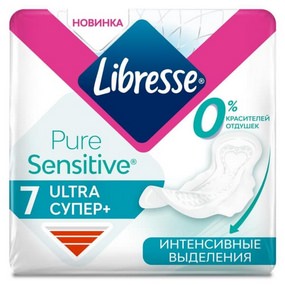 НОВИНКА
Libresse
0%
КРАСИТЕЛЕЙ
ОТДУШЕК
Pure
Sensitive®
7 ULTRA
СУПЕР+
ИНТЕНСИВНЫЕ
ВЫДЕЛЕНИЯ